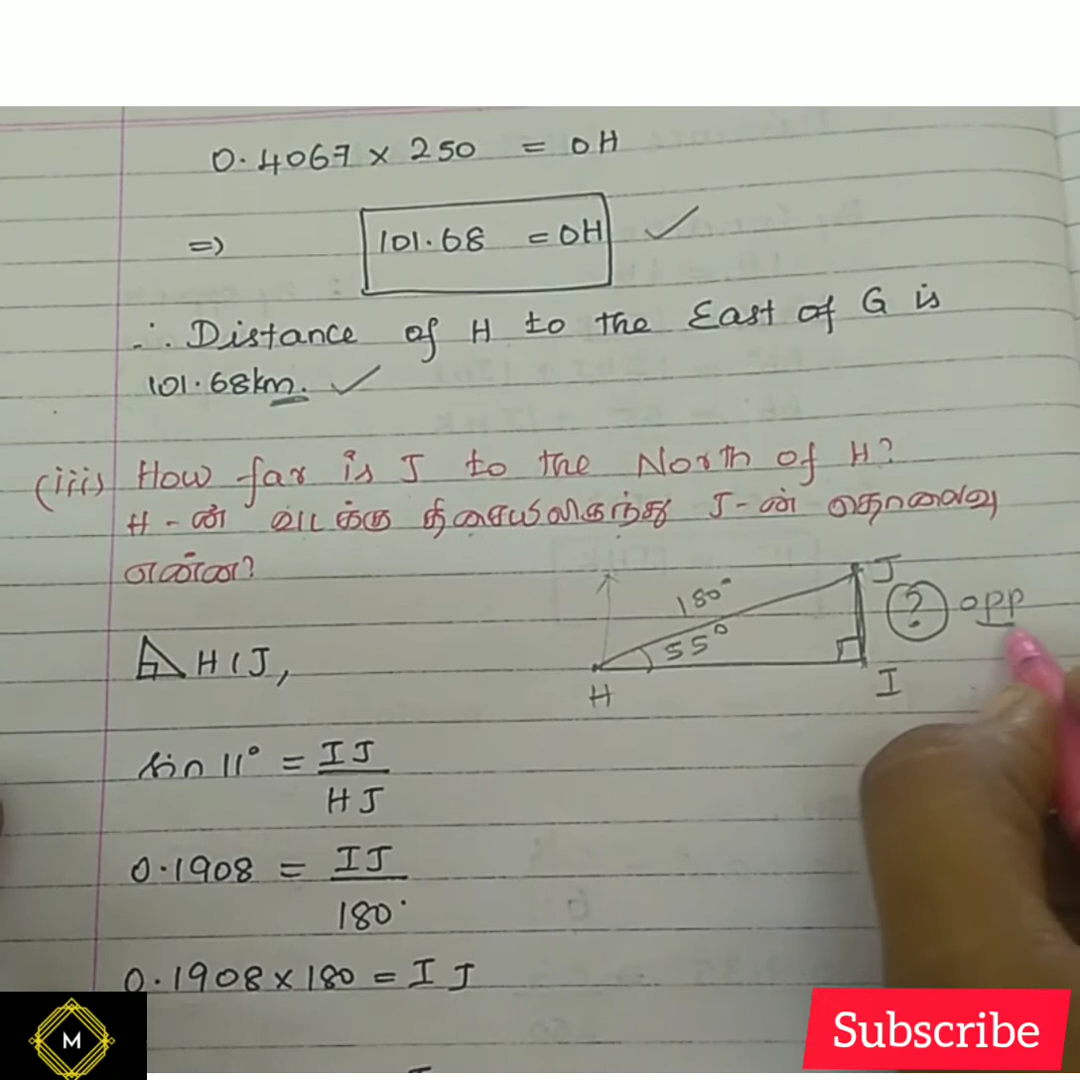 0.4067 x 250 = OH
=) 101.68 = OH ✓
∴ Distance of H to the East of G is
101.68km. ✓
(iii) How far is J to the North of H?
H - ன் வடக்கு திசையிலிருந்து J - ன் தொலைவு
என்ன?
J
180°
? opp
55°
H
I
HIJ,
sin 11° = IJ
HJ
0.1908 = IJ
180
0.1908 x 180 = IJ
M
Subscribe